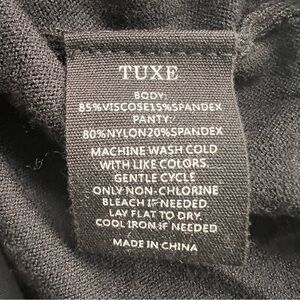 TUXE
BODY:
85%VISCOSE15%SPANDEX
PANTY:
80%NYLON20%SPANDEX
MACHINE WASH COLD
WITH LIKE COLORS.
GENTLE CYCLE
ONLY NON-CHLORINE
BLEACH IF NEEDED.
LAY FLAT TO DRY.
COOL IRON IF NEEDED
MADE IN CHINA